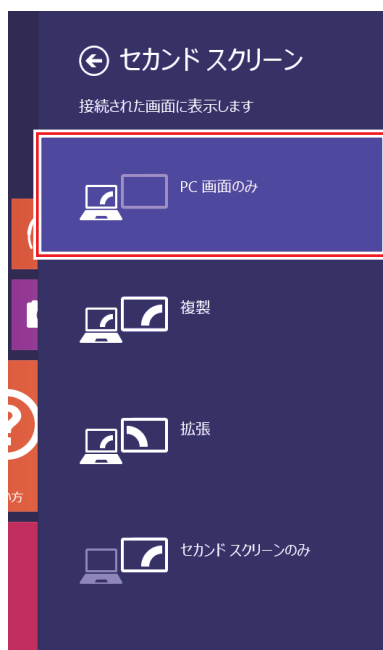 セカンド スクリーン
接続された画面に表示します
PC 画面のみ
複製
拡張
い方
セカンド スクリーンのみ